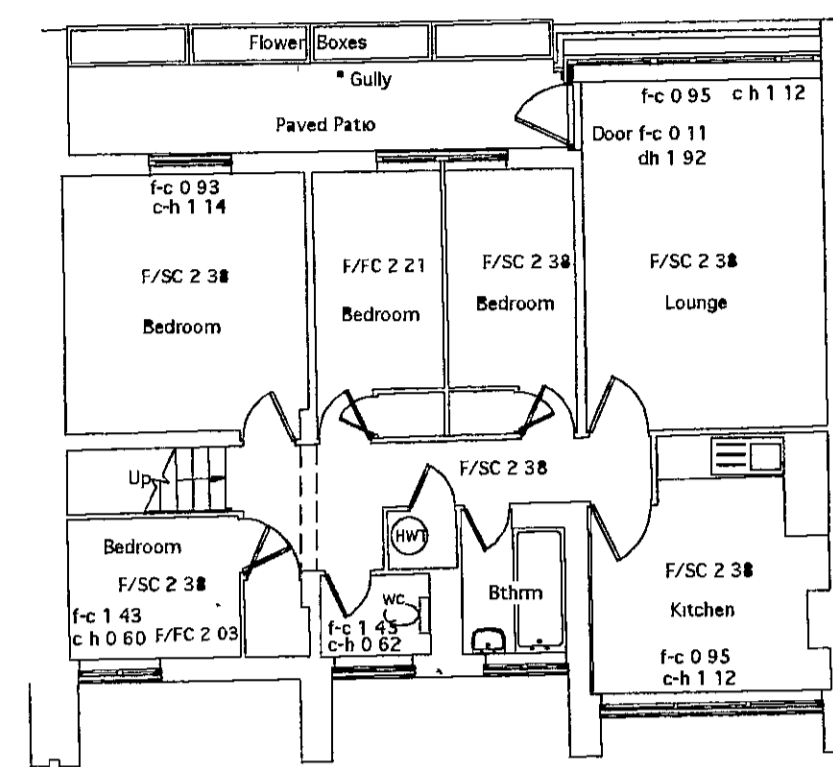 Flower Boxes
Gully
Paved Patio
f-c 0 95 c h 1 12
Door f-c 0 11
dh 1 92
f-c 0 93
c-h 1 14
F/SC 2 38
Bedroom
F/FC 2 21
Bedroom
F/SC 2 38
Bedroom
F/SC 2 38
Lounge
Up
F/SC 2 38
HWT
Bedroom
F/SC 2 38
f-c 1 43
c h 0 60 F/FC 2 03
WC
f-c 1 45
c-h 0 62
Bthrm
F/SC 2 38
Kitchen
f-c 0 95
c-h 1 12